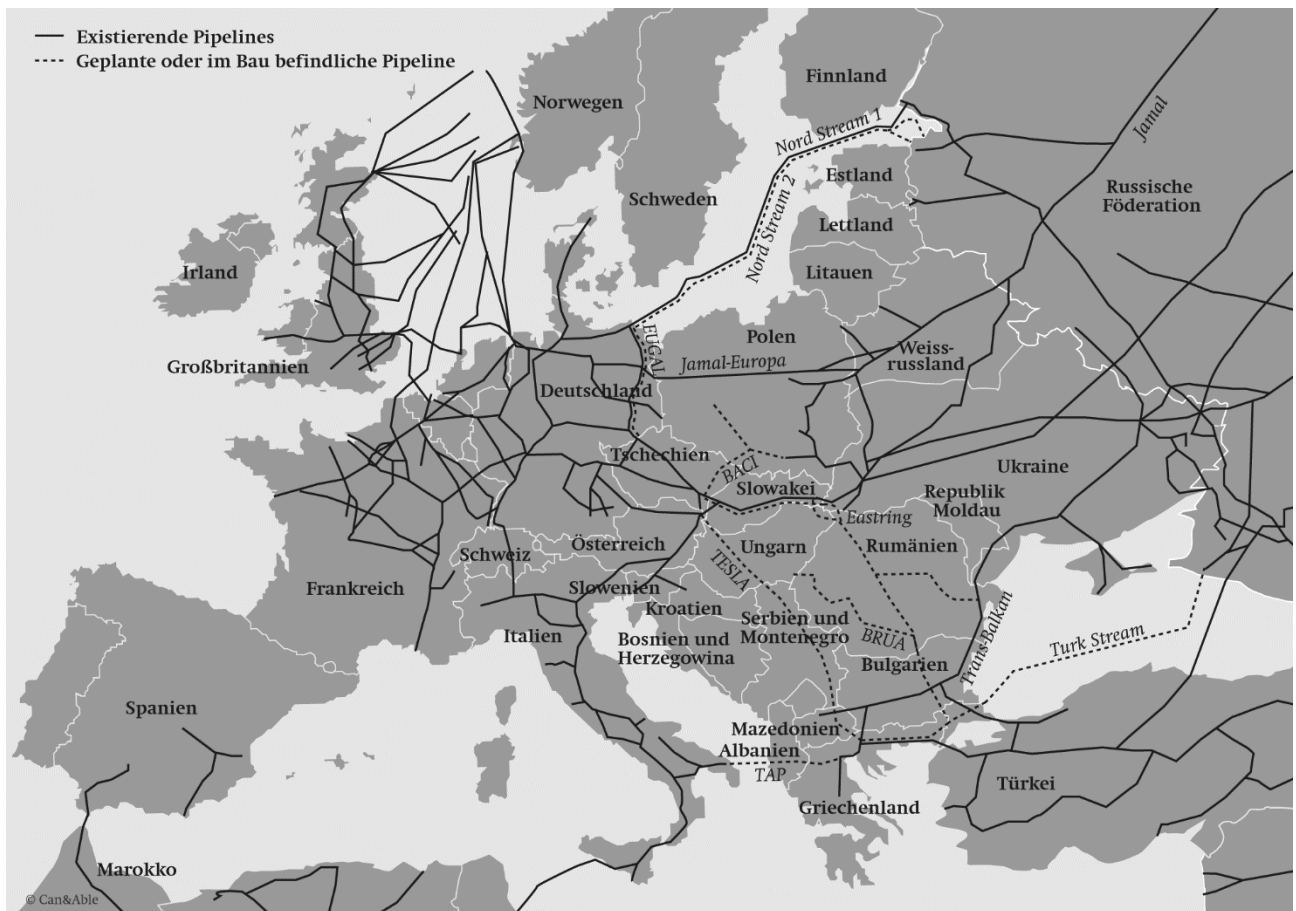 Existierende Pipelines
Geplante oder im Bau befindliche Pipeline
Finnland
Norwegen
Jamal
Nord Stream 1
Estland
Russische
Föderation
Schweden
Nord Stream 2
Lettland
Irland
Litauen
EUGAL
Polen
Großbritannien
Jamal-Europa
Weiss-
russland
Deutschland
Tschechien
BACI
Slowakei
Ukraine
Republik
Moldau
Eastring
Österreich
Ungarn
Rumänien
Schweiz
TESLA
Frankreich
Slowenien
Kroatien
Serbien und
Montenegro
Italien
Bosnien und
Herzegowina
BRUA
Trans-Balkan
Turk Stream
Bulgarien
Spanien
Mazedonien
Albanien
TAP
Türkei
Griechenland
Marokko
© Can&Able